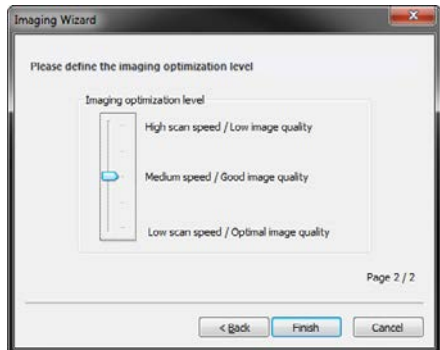 Imaging Wizard
Please define the imaging optimization level
Imaging optimization level
High scan speed / Low image quality
Medium speed / Good image quality
Low scan speed / Optimal image quality
Page 2 / 2
< Back Finish Cancel